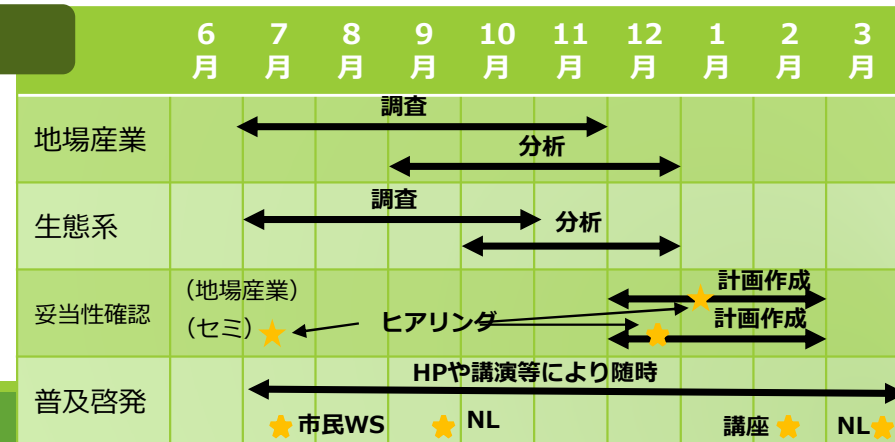 6月 7月 8月 9月 10月 11月 12月 1月 2月 3月
地場産業
調査
分析
生態系
調査
分析
妥当性確認
（地場産業）
（セミ）
ヒアリング
計画作成
計画作成
普及啓発
HPや講演等により随時
市民WS
NL
講座
NL